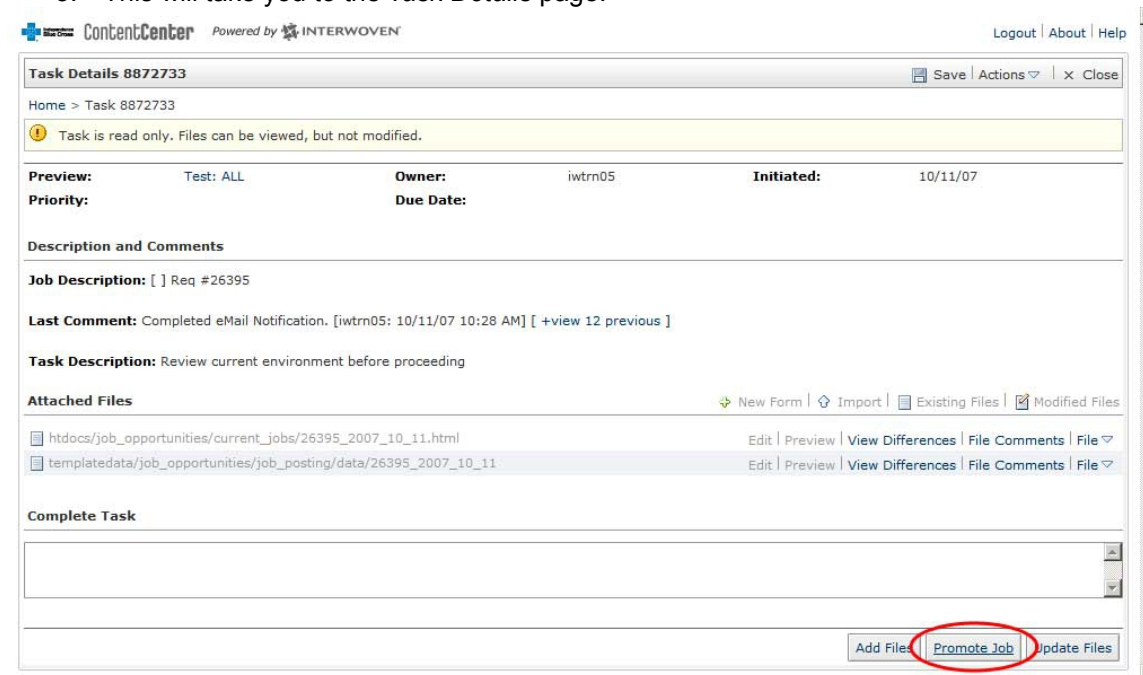 This will take you to the Task Details page.
ContentCenter Powered by INTERWOVEN Logout | About | Help
Task Details 8872733 Save | Actions | x Close
Home > Task 8872733
Task is read only. Files can be viewed, but not modified.
Preview: Test: ALL Owner: iwtrn05 Initiated: 10/11/07
Priority: Due Date:
Description and Comments
Job Description: [ ] Req #26395
Last Comment: Completed eMail Notification. [iwtrn05: 10/11/07 10:28 AM] [ +view 12 previous ]
Task Description: Review current environment before proceeding
Attached Files New Form | Import | Existing Files | Modified Files
htdocs/job_opportunities/current_jobs/26395_2007_10_11.html Edit | Preview | View Differences | File Comments | File
templatedata/job_opportunities/job_posting/data/26395_2007_10_11 Edit | Preview | View Differences | File Comments | File
Complete Task
Add Files Promote Job Update Files